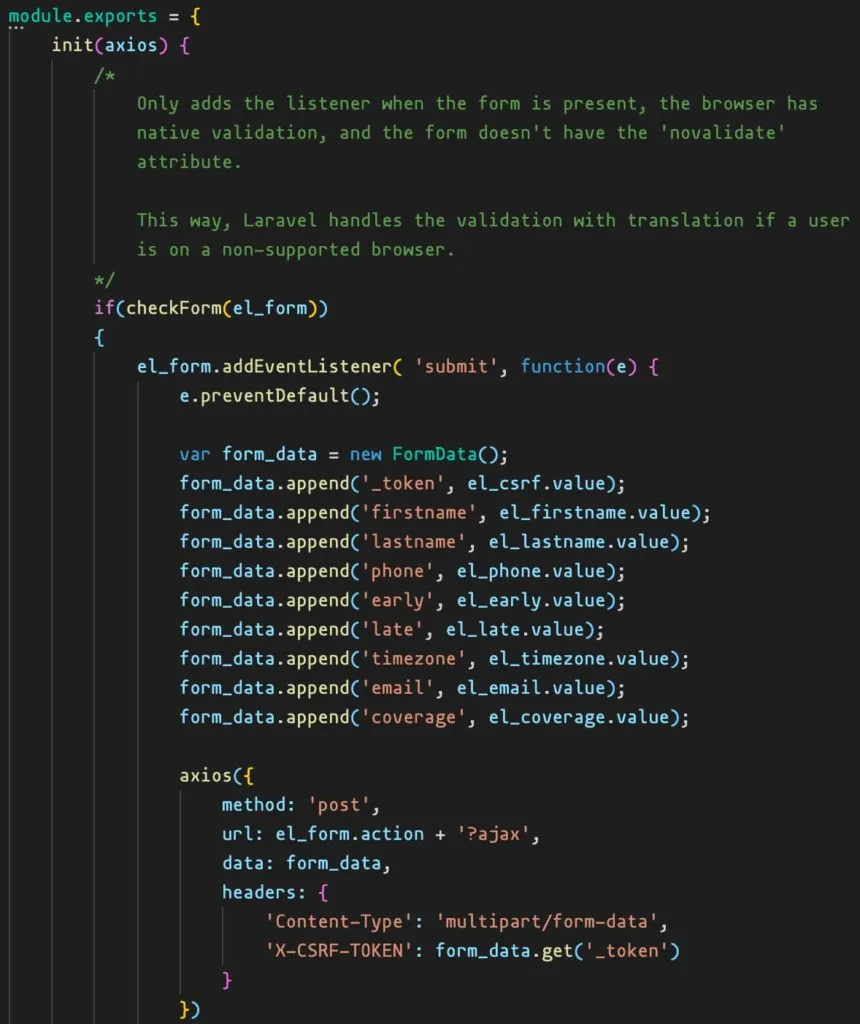 module.exports = {
    init(axios) {
        /*
            Only adds the listener when the form is present, the browser has
            native validation, and the form doesn't have the 'novalidate'
            attribute.

            This way, Laravel handles the validation with translation if a user
            is on a non-supported browser.
        */
        if(checkForm(el_form))
        {
            el_form.addEventListener( 'submit', function(e) {
                e.preventDefault();

                var form_data = new FormData();
                form_data.append('_token', el_csrf.value);
                form_data.append('firstname', el_firstname.value);
                form_data.append('lastname', el_lastname.value);
                form_data.append('phone', el_phone.value);
                form_data.append('early', el_early.value);
                form_data.append('late', el_late.value);
                form_data.append('timezone', el_timezone.value);
                form_data.append('email', el_email.value);
                form_data.append('coverage', el_coverage.value);

                axios({
                    method: 'post',
                    url: el_form.action + '?ajax',
                    data: form_data,
                    headers: {
                        'Content-Type': 'multipart/form-data',
                        'X-CSRF-TOKEN': form_data.get('_token')
                    }
                })